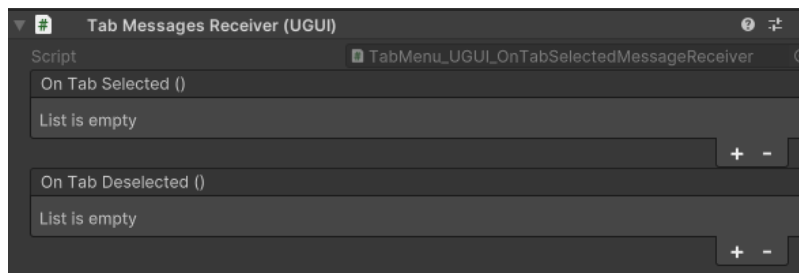 # Tab Messages Receiver (UGUI)
Script TabMenu_UGUI_OnTabSelectedMessageReceiver
On Tab Selected ()
List is empty
+ -
On Tab Deselected ()
List is empty
+ -